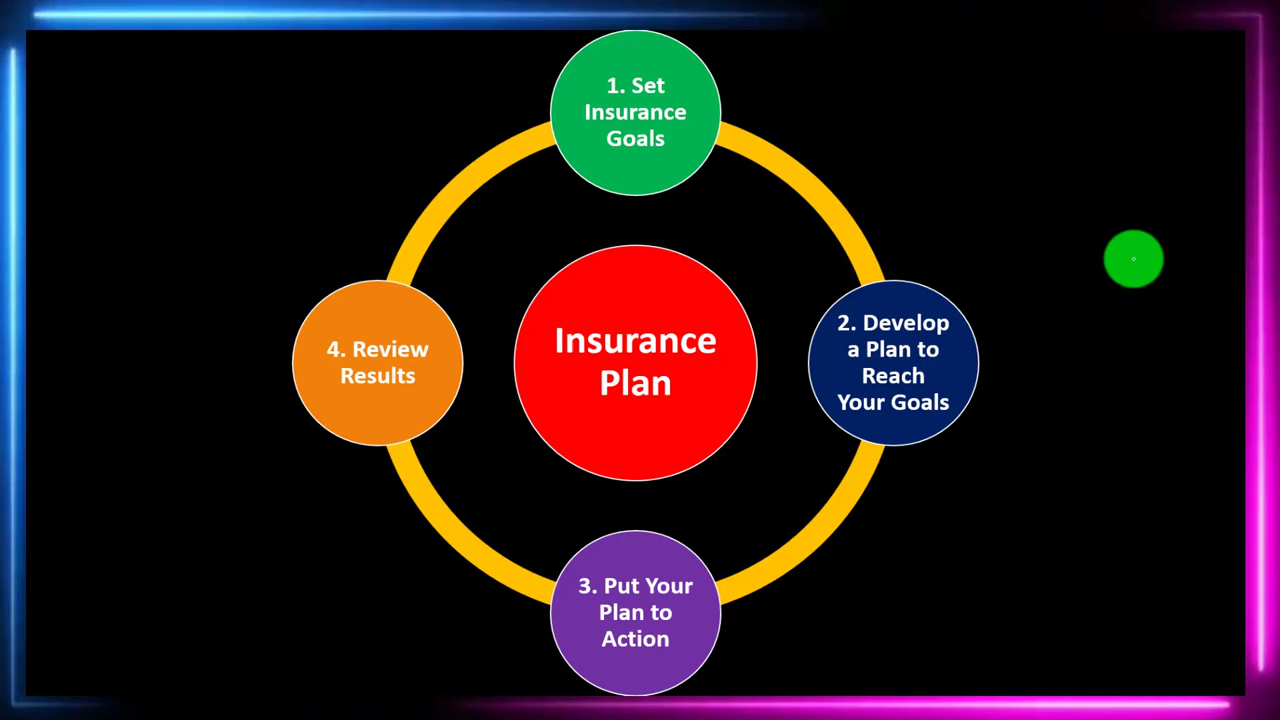 1. Set
Insurance
Goals
2. Develop
a Plan to
Reach
Your Goals
Insurance
Plan
4. Review
Results
3. Put Your
Plan to
Action